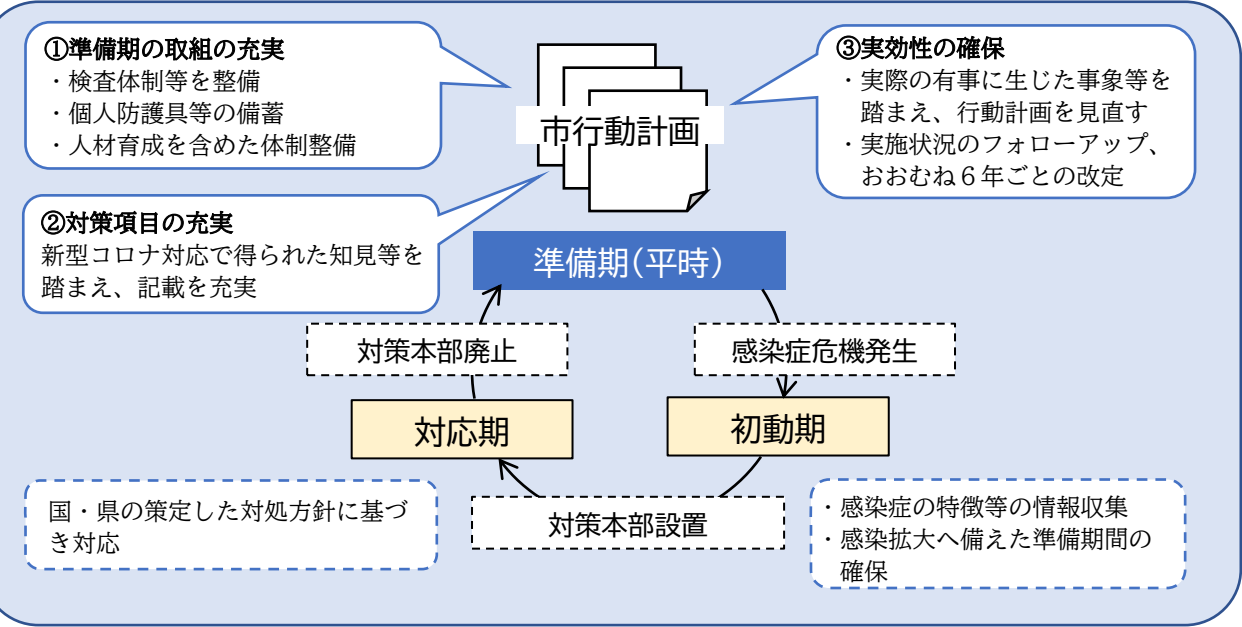 ①準備期の取組の充実
・検査体制等を整備
・個人防護具等の備蓄
・人材育成を含めた体制整備
②対策項目の充実
新型コロナ対応で得られた知見等を
踏まえ、記載を充実
市行動計画
③実効性の確保
・実際の有事に生じた事象等を
踏まえ、行動計画を見直す
・実施状況のフォローアップ、
おおむね６年ごとの改定
準備期(平時)
対策本部廃止
感染症危機発生
対応期
初動期
対策本部設置
国・県の策定した対処方針に基づ
き対応
・感染症の特徴等の情報収集
・感染拡大へ備えた準備期間の
確保